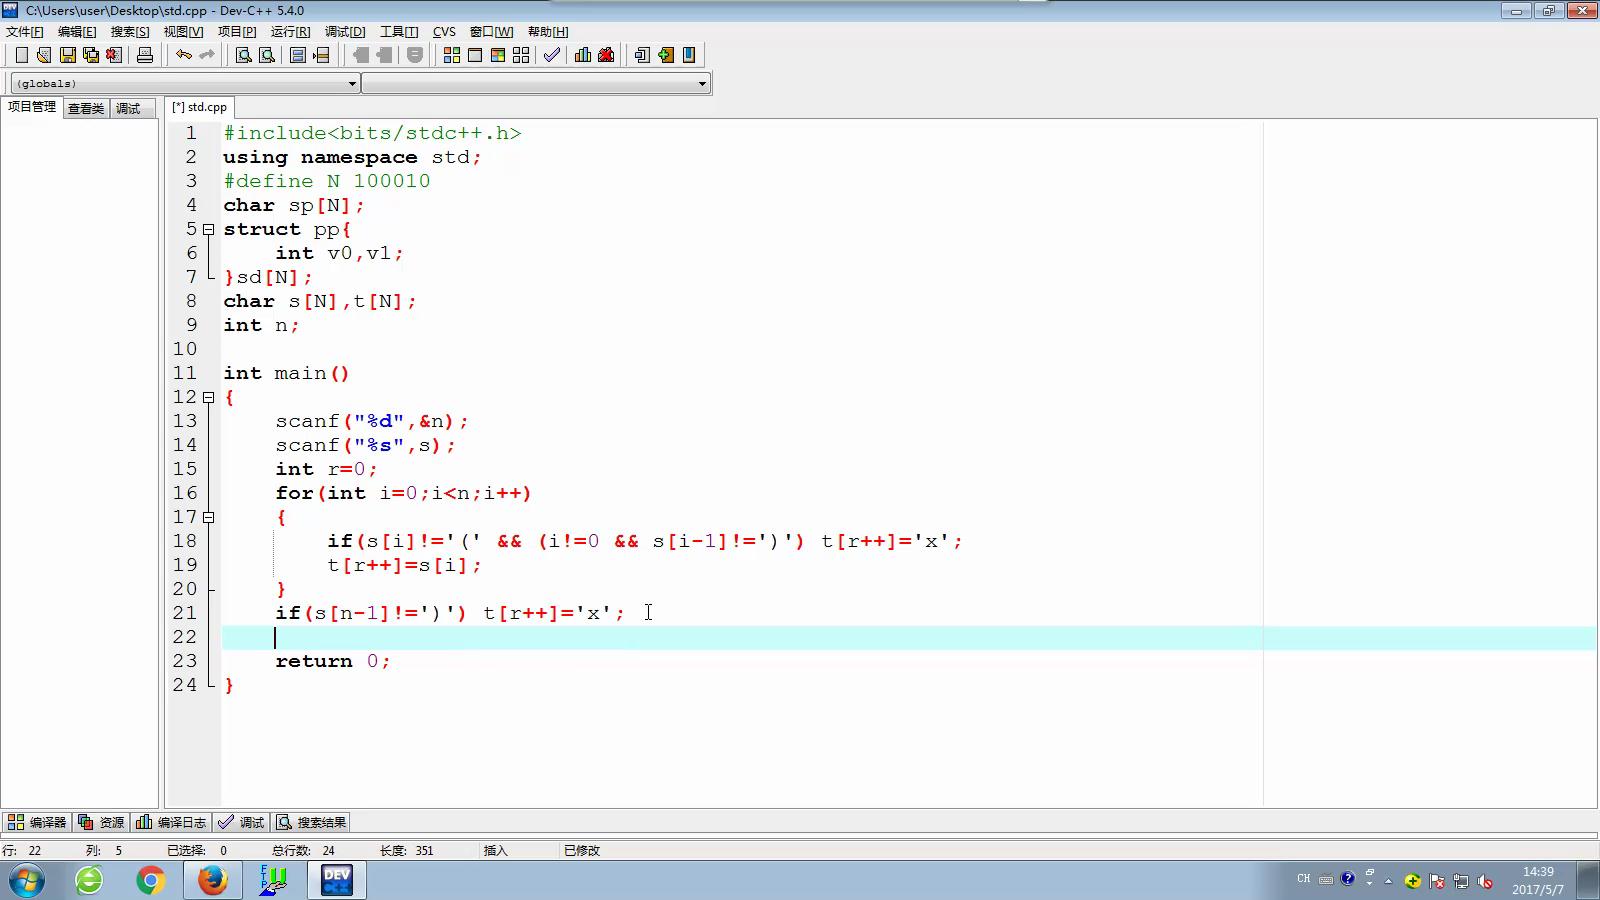 C:\Users\user\Desktop\std.cpp - Dev-C++ 5.4.0
文件[F] 编辑[E] 搜索[S] 视图[V] 项目[P] 运行[R] 调试[D] 工具[T] CVS 窗口[W] 帮助[H]
(globals)
项目管理 查看类 调试 [*] std.cpp
1 #include<bits/stdc++.h>
2 using namespace std;
3 #define N 100010
4 char sp[N];
5 struct pp{
6 int v0,v1;
7 }sd[N];
8 char s[N],t[N];
9 int n;
10
11 int main()
12 {
13 scanf("%d",&n);
14 scanf("%s",s);
15 int r=0;
16 for(int i=0;i<n;i++)
17 {
18 if(s[i]!='(' && (i!=0 && s[i-1]!=')') t[r++]='x';
19 t[r++]=s[i];
20 }
21 if(s[n-1]!=')') t[r++]='x';
22
23 return 0;
24 }
编译器 资源 编译日志 调试 搜索结果
行: 22 列: 5 已选择: 0 总行数: 24 长度: 351 插入 已修改
FTP DEV C++ CH 14:39
2017/5/7